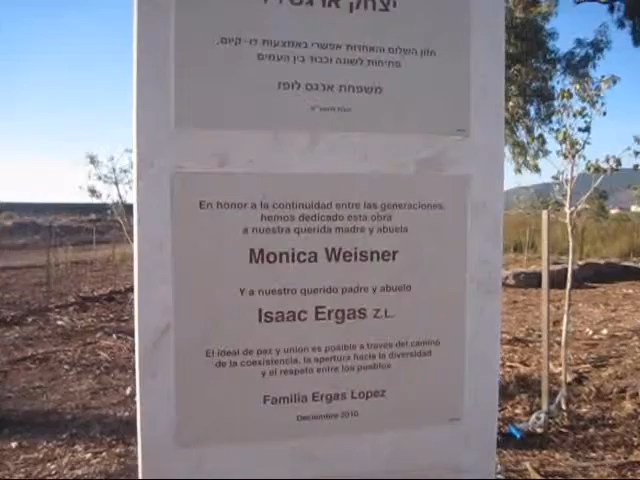 יצחק ארגס ז"ל
חזון השלום והאחדות אפשרי באמצעות דו-קיום,
פתיחות לשונה וכבוד בין העמים
משפחת ארגס לופז
En honor a la continuidad entre las generaciones,
hemos dedicado esta obra
a nuestra querida madre y abuela
Monica Weisner
Y a nuestro querido padre y abuelo
Isaac Ergas Z.L.
El ideal de paz y union es posible a través del camino
de la coexistencia, la apertura hacia la diversidad
y el respeto entre los pueblos
Familia Ergas Lopez
Deciembre 2010